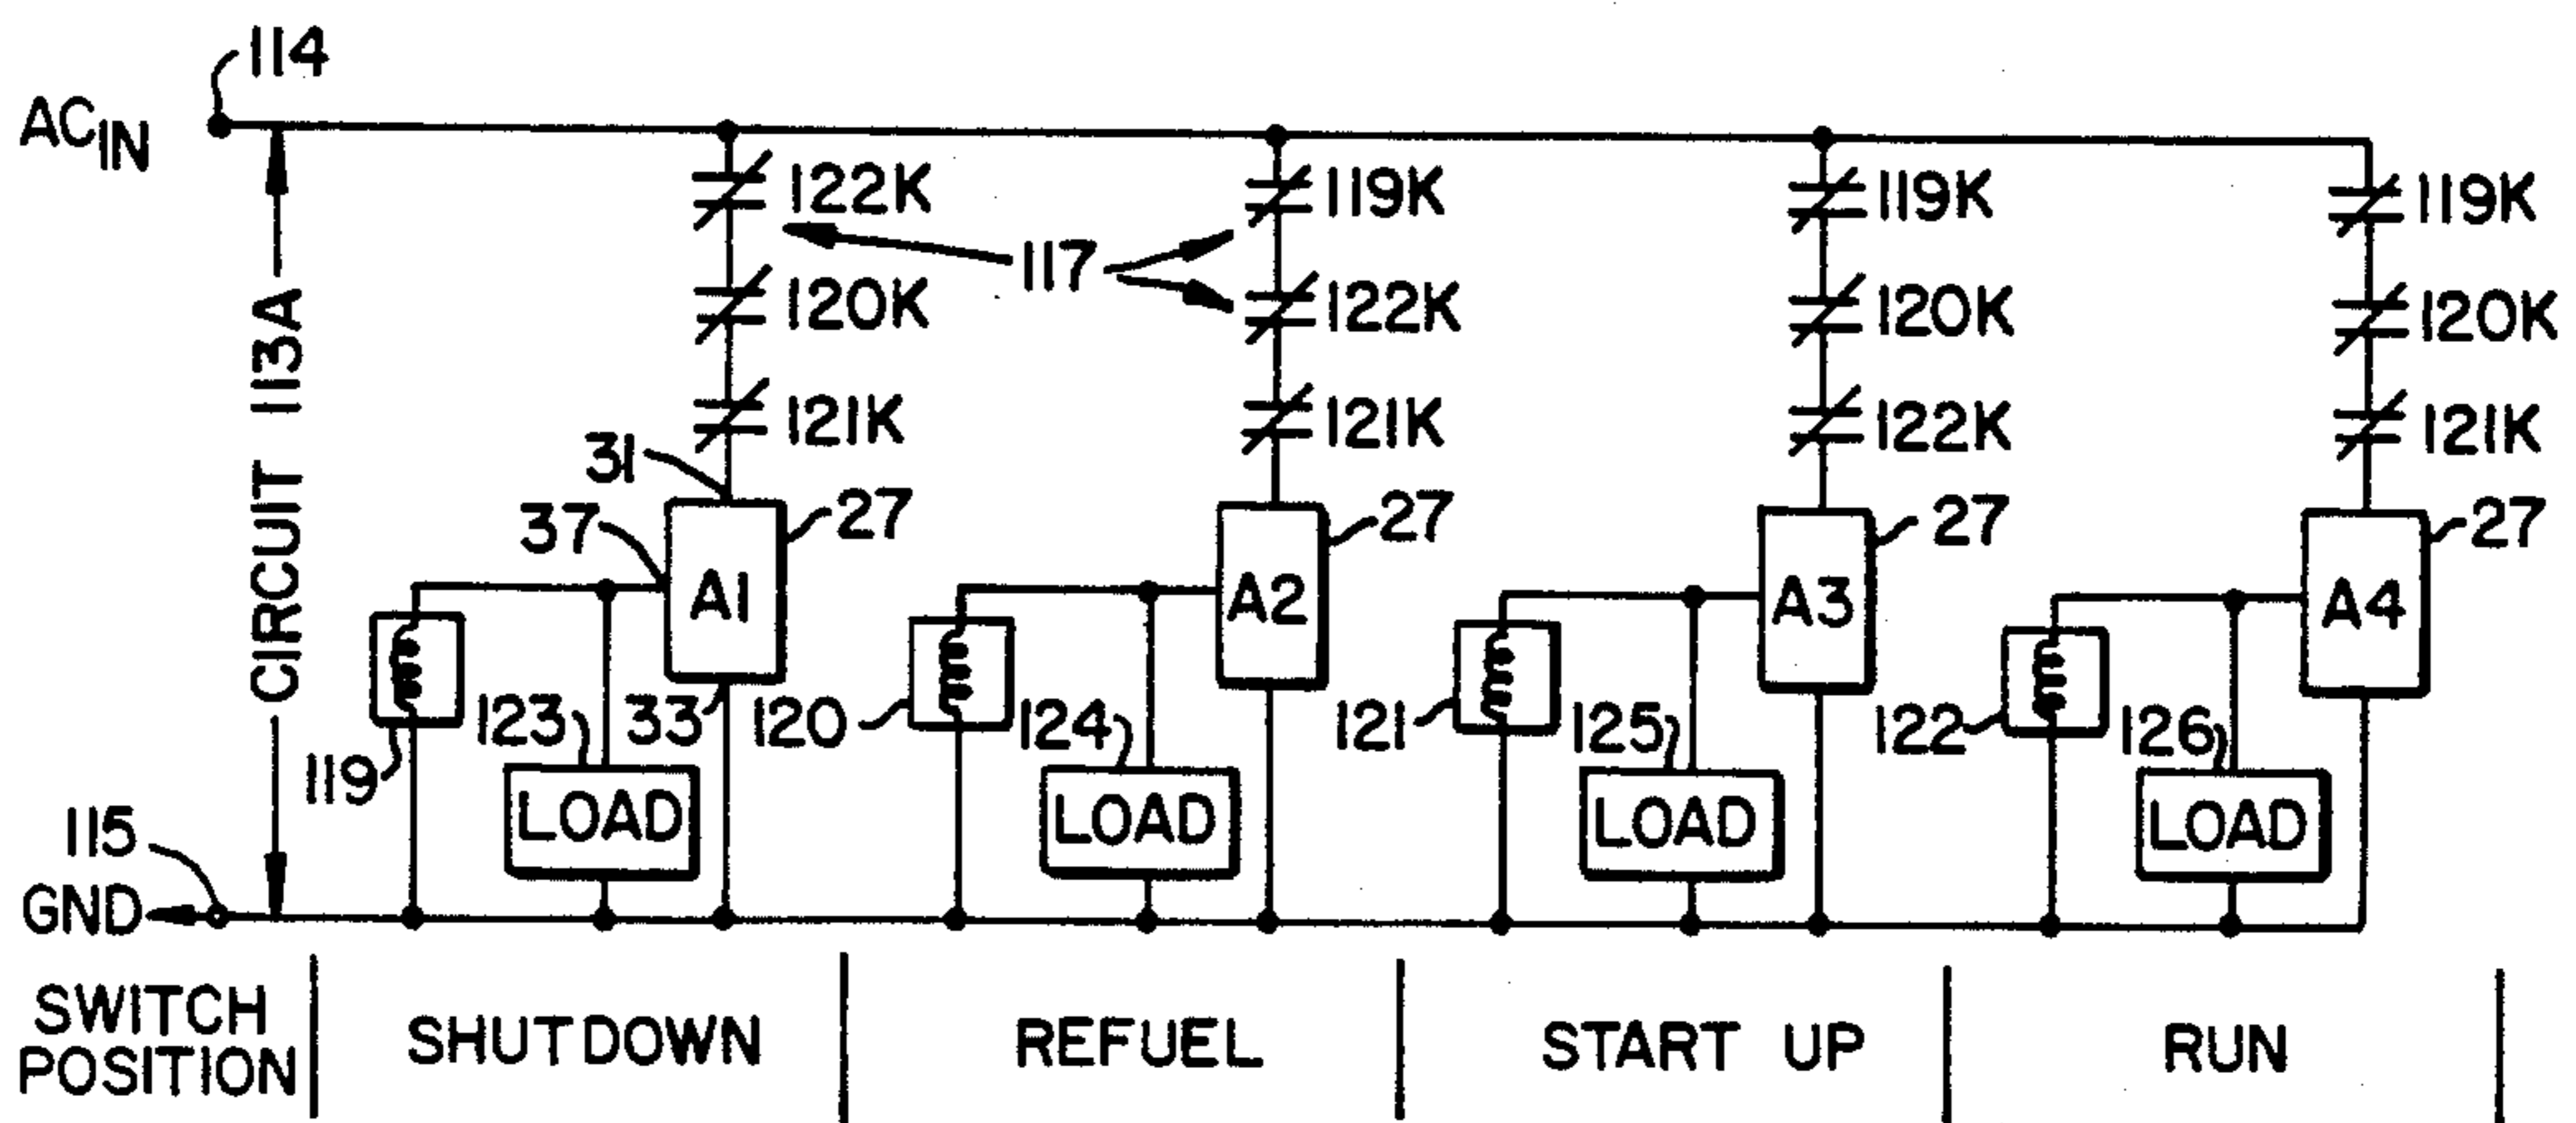 114
AC IN
122K
119K
119K
119K
117
120K
122K
120K
120K
121K
121K
122K
121K
CIRCUIT 113A
31
37
27
27
27
27
A1
A2
A3
A4
119
123
33
120
124
121
125
122
126
LOAD
LOAD
LOAD
LOAD
115
GND
SWITCH POSITION
SHUTDOWN
REFUEL
START UP
RUN